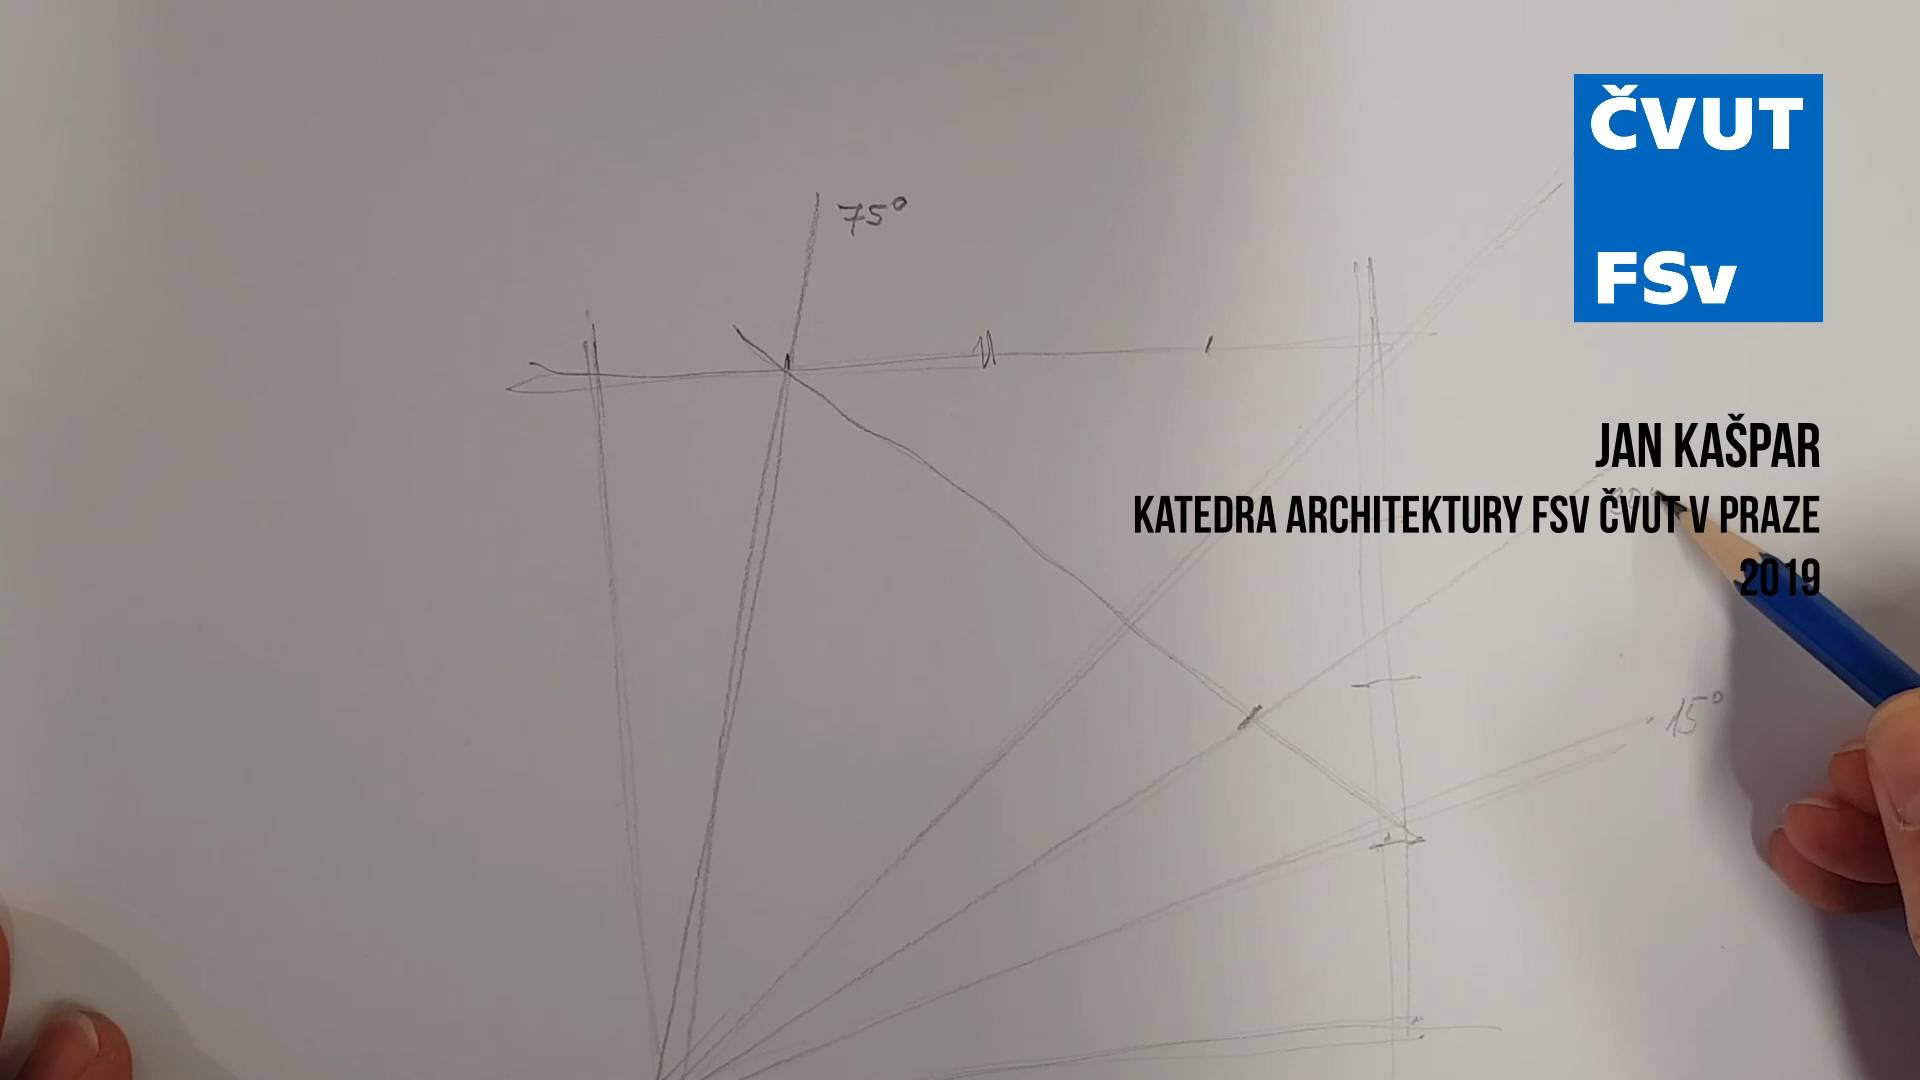 ČVUT
FSv
75°
JAN KAŠPAR
KATEDRA ARCHITEKTURY FSV ČVUT V PRAZE
2019
15°